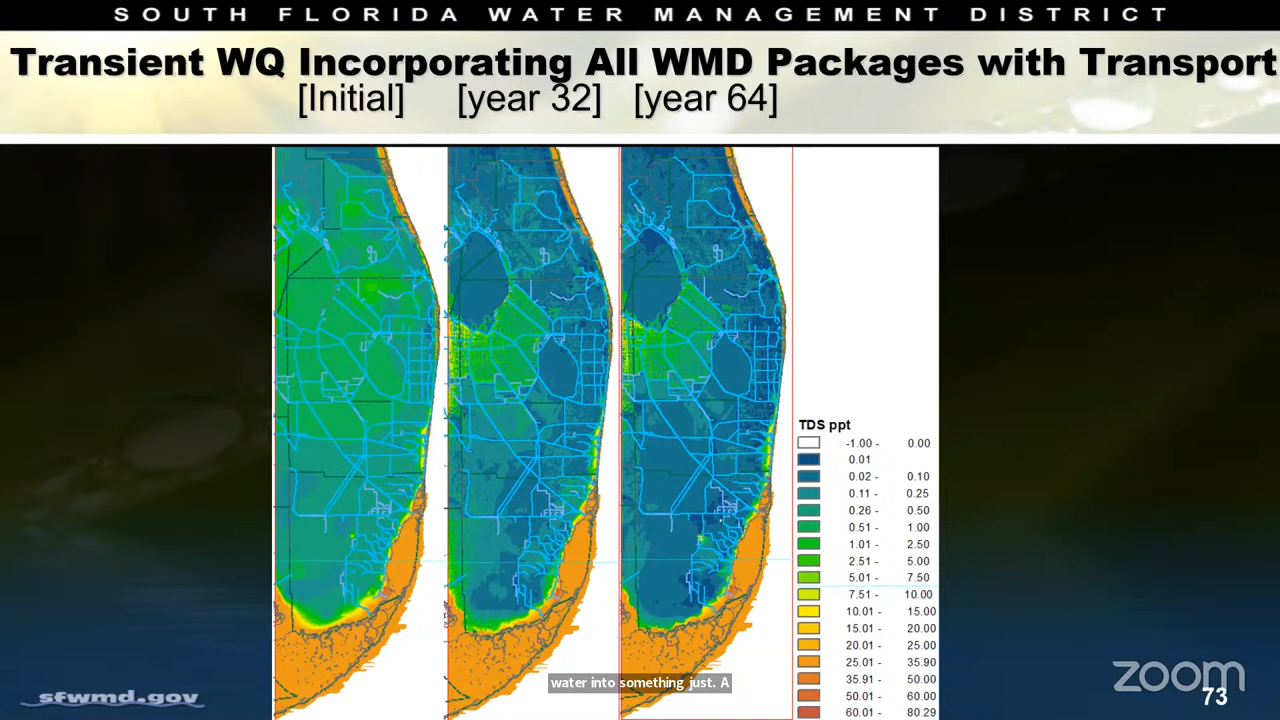 SOUTH FLORIDA WATER MANAGEMENT DISTRICT
Transient WQ Incorporating All WMD Packages with Transport
[Initial] [year 32] [year 64]
TDS ppt
-1.00 - 0.00
0.01
0.02 - 0.10
0.11 - 0.25
0.26 - 0.50
0.51 - 1.00
1.01 - 2.50
2.51 - 5.00
5.01 - 7.50
7.51 - 10.00
10.01 - 15.00
15.01 - 20.00
20.01 - 25.00
25.01 - 35.90
35.91 - 50.00
50.01 - 60.00
60.01 - 80.29
water into something just. A
sfwmd.gov
zoom
73